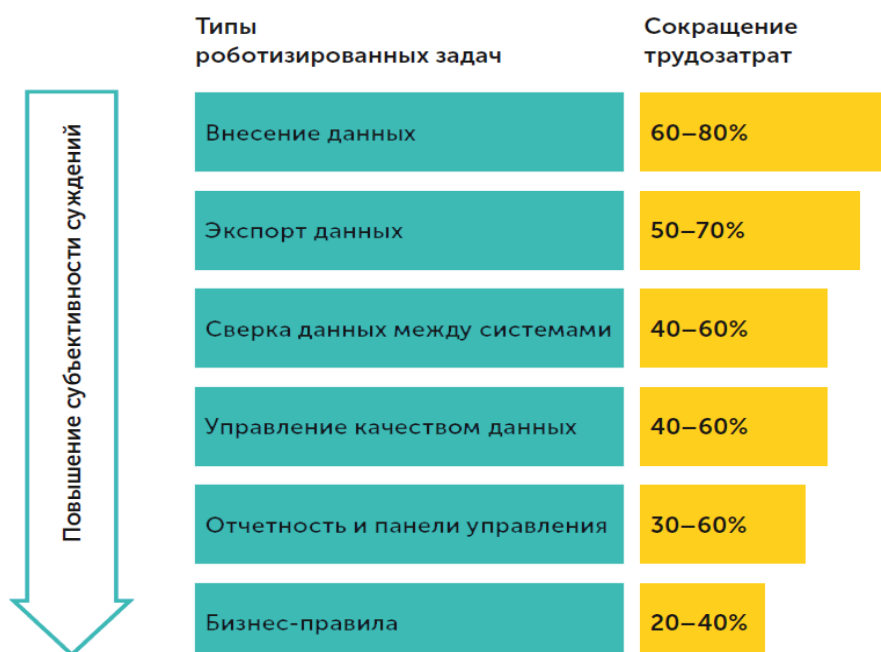 Типы
роботизированных задач
Сокращение
трудозатрат
Повышение субъективности суждений
Внесение данных
60–80%
Экспорт данных
50–70%
Сверка данных между системами
40–60%
Управление качеством данных
40–60%
Отчетность и панели управления
30–60%
Бизнес-правила
20–40%